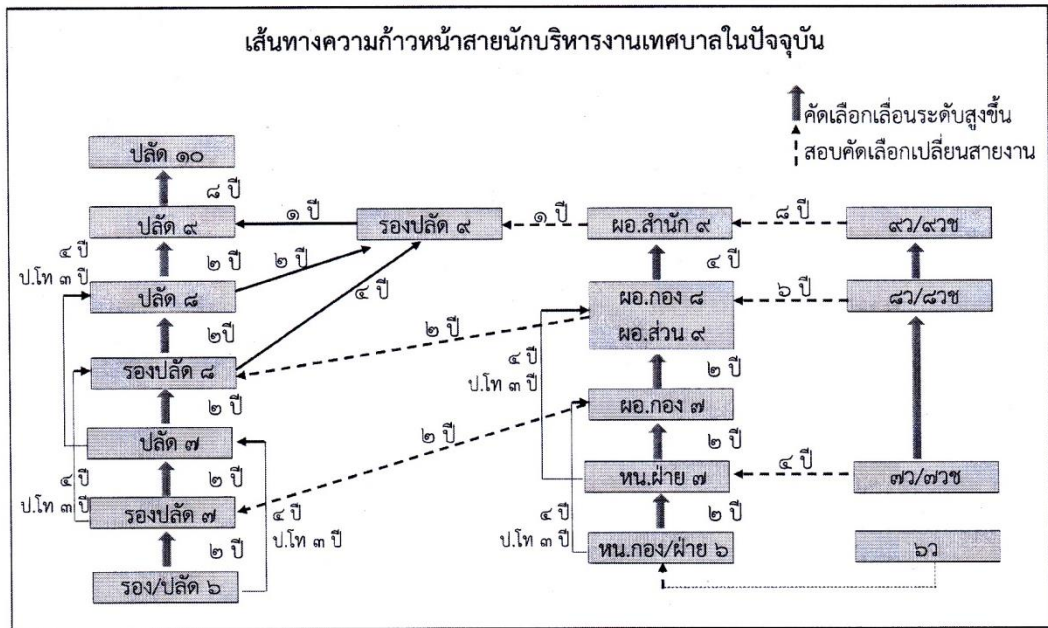 เส้นทางความก้าวหน้าสายนักบริหารงานเทศบาลในปัจจุบัน
คัดเลือกเลื่อนระดับสูงขึ้น
สอบคัดเลือกเปลี่ยนสายงาน
ปลัด ๑๐
๘ ปี
ปลัด ๙
๑ ปี
รองปลัด ๙
๑ ปี
ผอ.สำนัก ๙
๘ ปี
๙ว/๙วช
๔ ปี
ป.โท ๓ ปี
๒ ปี
๒ ปี
๔ ปี
๔ ปี
ปลัด ๘
ผอ.กอง ๘
ผอ.ส่วน ๙
๖ ปี
๘ว/๘วช
๒ปี
๒ ปี
รองปลัด ๘
๔ ปี
ป.โท ๓ ปี
๒ ปี
๒ ปี
ผอ.กอง ๗
ปลัด ๗
๒ ปี
๒ ปี
๔ ปี
ป.โท ๓ ปี
๒ ปี
หน.ฝ่าย ๗
๔ ปี
๗ว/๗วช
รองปลัด ๗
๔ ปี
ป.โท ๓ ปี
๒ ปี
๔ ปี
ป.โท ๓ ปี
๒ ปี
หน.กอง/ฝ่าย ๖
๖ว
รอง/ปลัด ๖